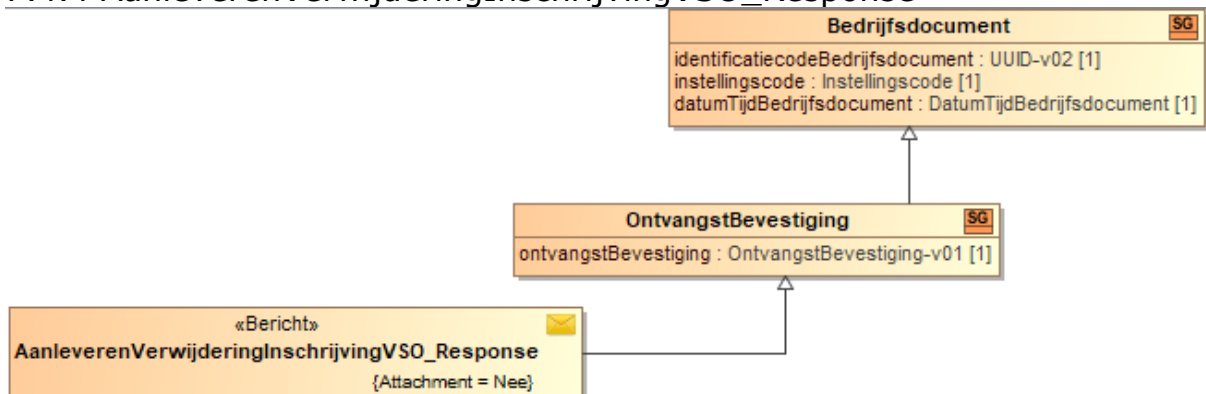 AanleverenVerwijderingInschrijvingVSO_Response
Bedrijfsdocument SG
identificatiecodeBedrijfsdocument : UUID-v02 [1]
instellingscode : Instellingscode [1]
datumTijdBedrijfsdocument : DatumTijdBedrijfsdocument [1]
OntvangstBevestiging SG
ontvangstBevestiging : OntvangstBevestiging-v01 [1]
«Bericht»
AanleverenVerwijderingInschrijvingVSO_Response
{Attachment = Nee}